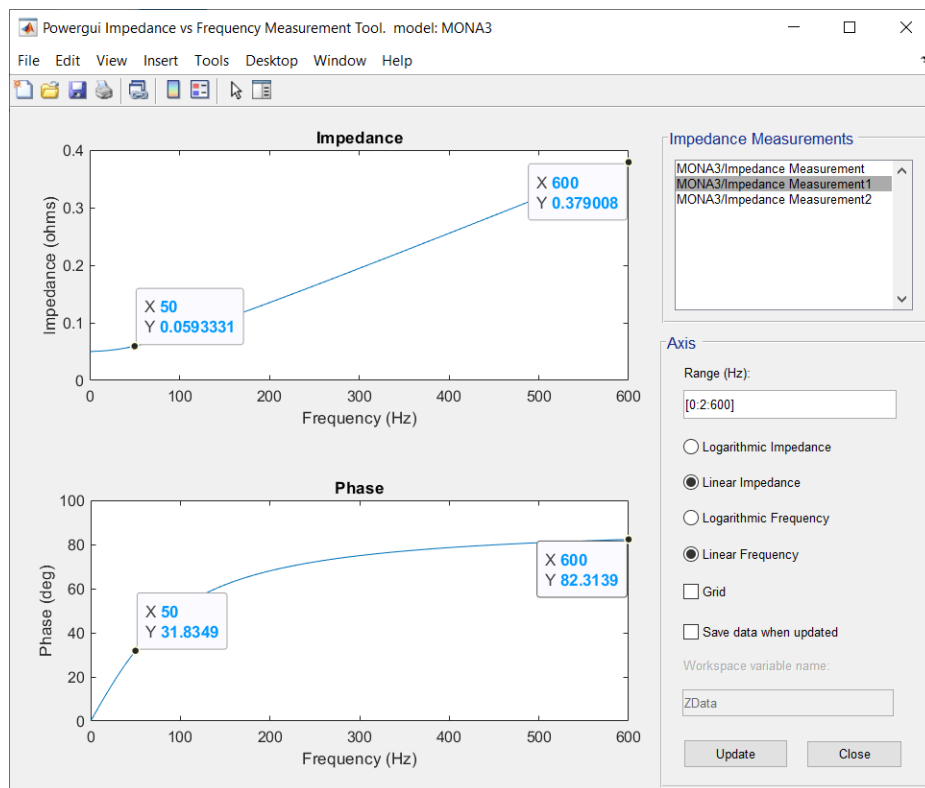 Powergui Impedance vs Frequency Measurement Tool.  model: MONA3
File Edit View Insert Tools Desktop Window Help
Impedance
0.4
0.3
0.2
0.1
0
Impedance (ohms)
X 50
Y 0.0593331
X 600
Y 0.379008
0 100 200 300 400 500 600
Frequency (Hz)
Phase
100
80
60
40
20
0
Phase (deg)
X 50
Y 31.8349
X 600
Y 82.3139
0 100 200 300 400 500 600
Frequency (Hz)
Impedance Measurements
MONA3/Impedance Measurement
MONA3/Impedance Measurement1
MONA3/Impedance Measurement2
Axis
Range (Hz):
[0:2:600]
Logarithmic Impedance
Linear Impedance
Logarithmic Frequency
Linear Frequency
Grid
Save data when updated
Workspace variable name:
ZData
Update Close